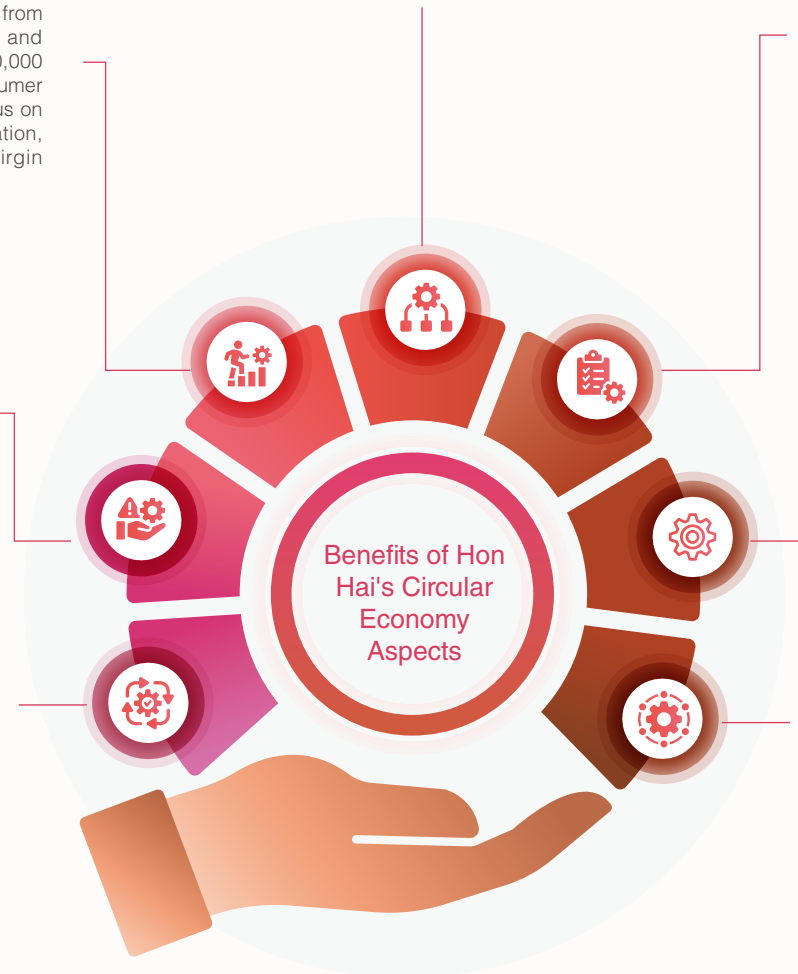 from
and
,000
umer
us on
ation,
irgin
Benefits of Hon
Hai's Circular
Economy
Aspects